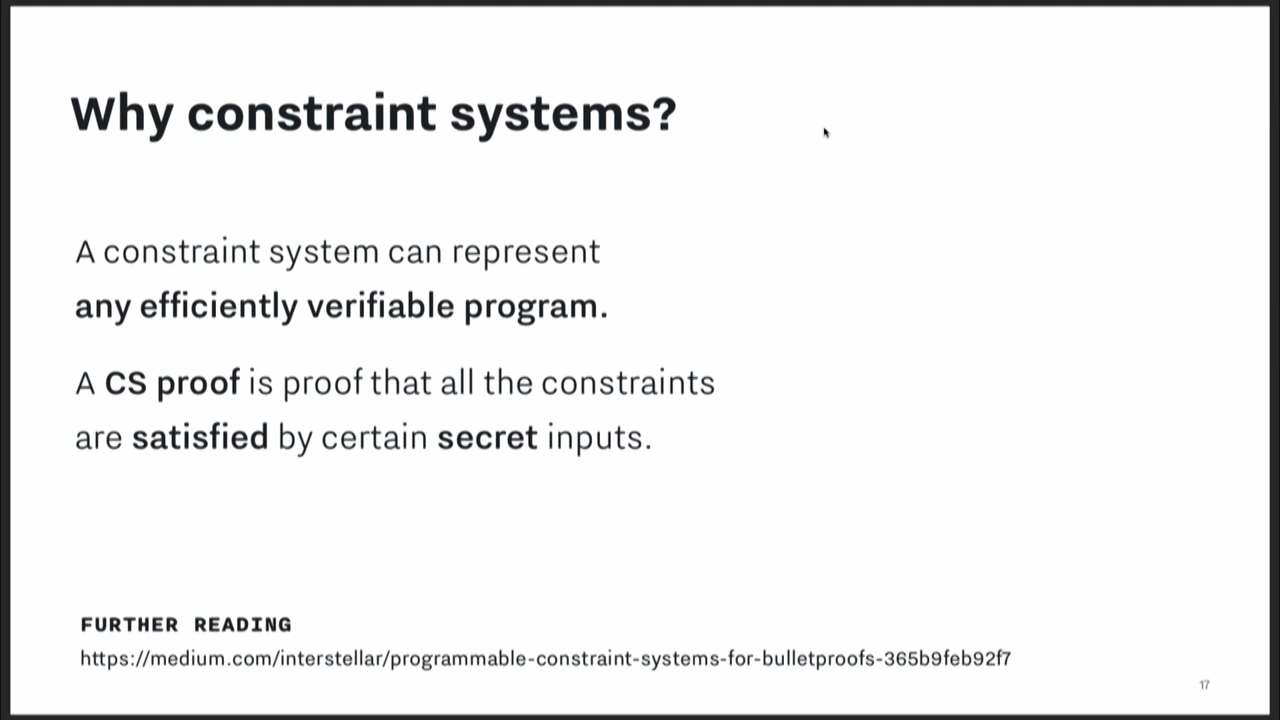 Why constraint systems?
A constraint system can represent
any efficiently verifiable program.
A CS proof is proof that all the constraints
are satisfied by certain secret inputs.
FURTHER READING
https://medium.com/interstellar/programmable-constraint-systems-for-bulletproofs-365b9feb92f7
17